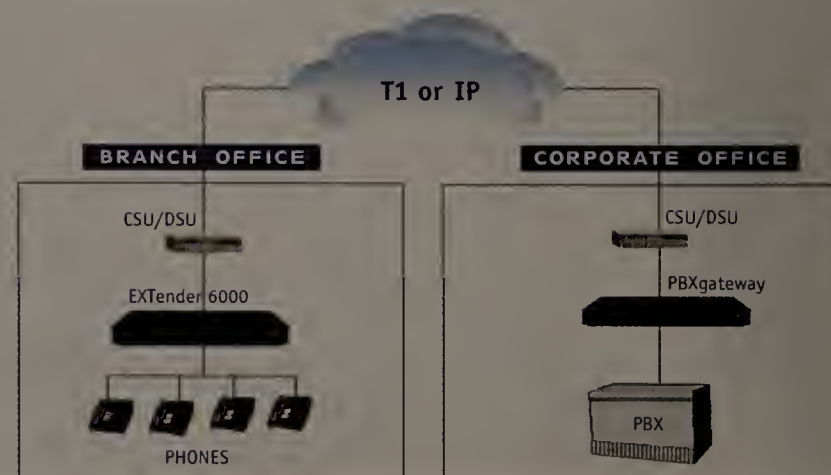 T1 or IP
BRANCH OFFICE
CORPORATE OFFICE
CSU/DSU
CSU/DSU
EXTender 6000
PBXgateway
PBX
PHONES